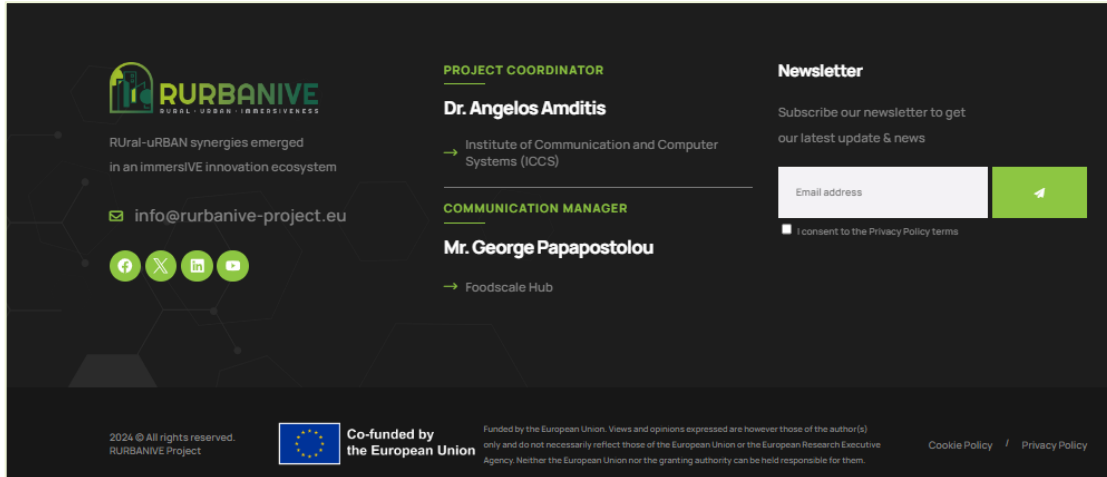 RURBANIVE
RURAL - URBAN - IMMERSIVENESS
RUral-uRBAN synergies emerged
in an immersIVE innovation ecosystem
info@rurbanive-project.eu
PROJECT COORDINATOR
Dr. Angelos Amditis
Institute of Communication and Computer
Systems (ICCS)
COMMUNICATION MANAGER
Mr. George Papapostolou
Foodscale Hub
Newsletter
Subscribe our newsletter to get
our latest update & news
Email address
I consent to the Privacy Policy terms
2024 © All rights reserved.
RURBANIVE Project
Co-funded by
the European Union
Funded by the European Union. Views and opinions expressed are however those of the author(s)
only and do not necessarily reflect those of the European Union or the European Research Executive
Agency. Neither the European Union nor the granting authority can be held responsible for them.
Cookie Policy / Privacy Policy